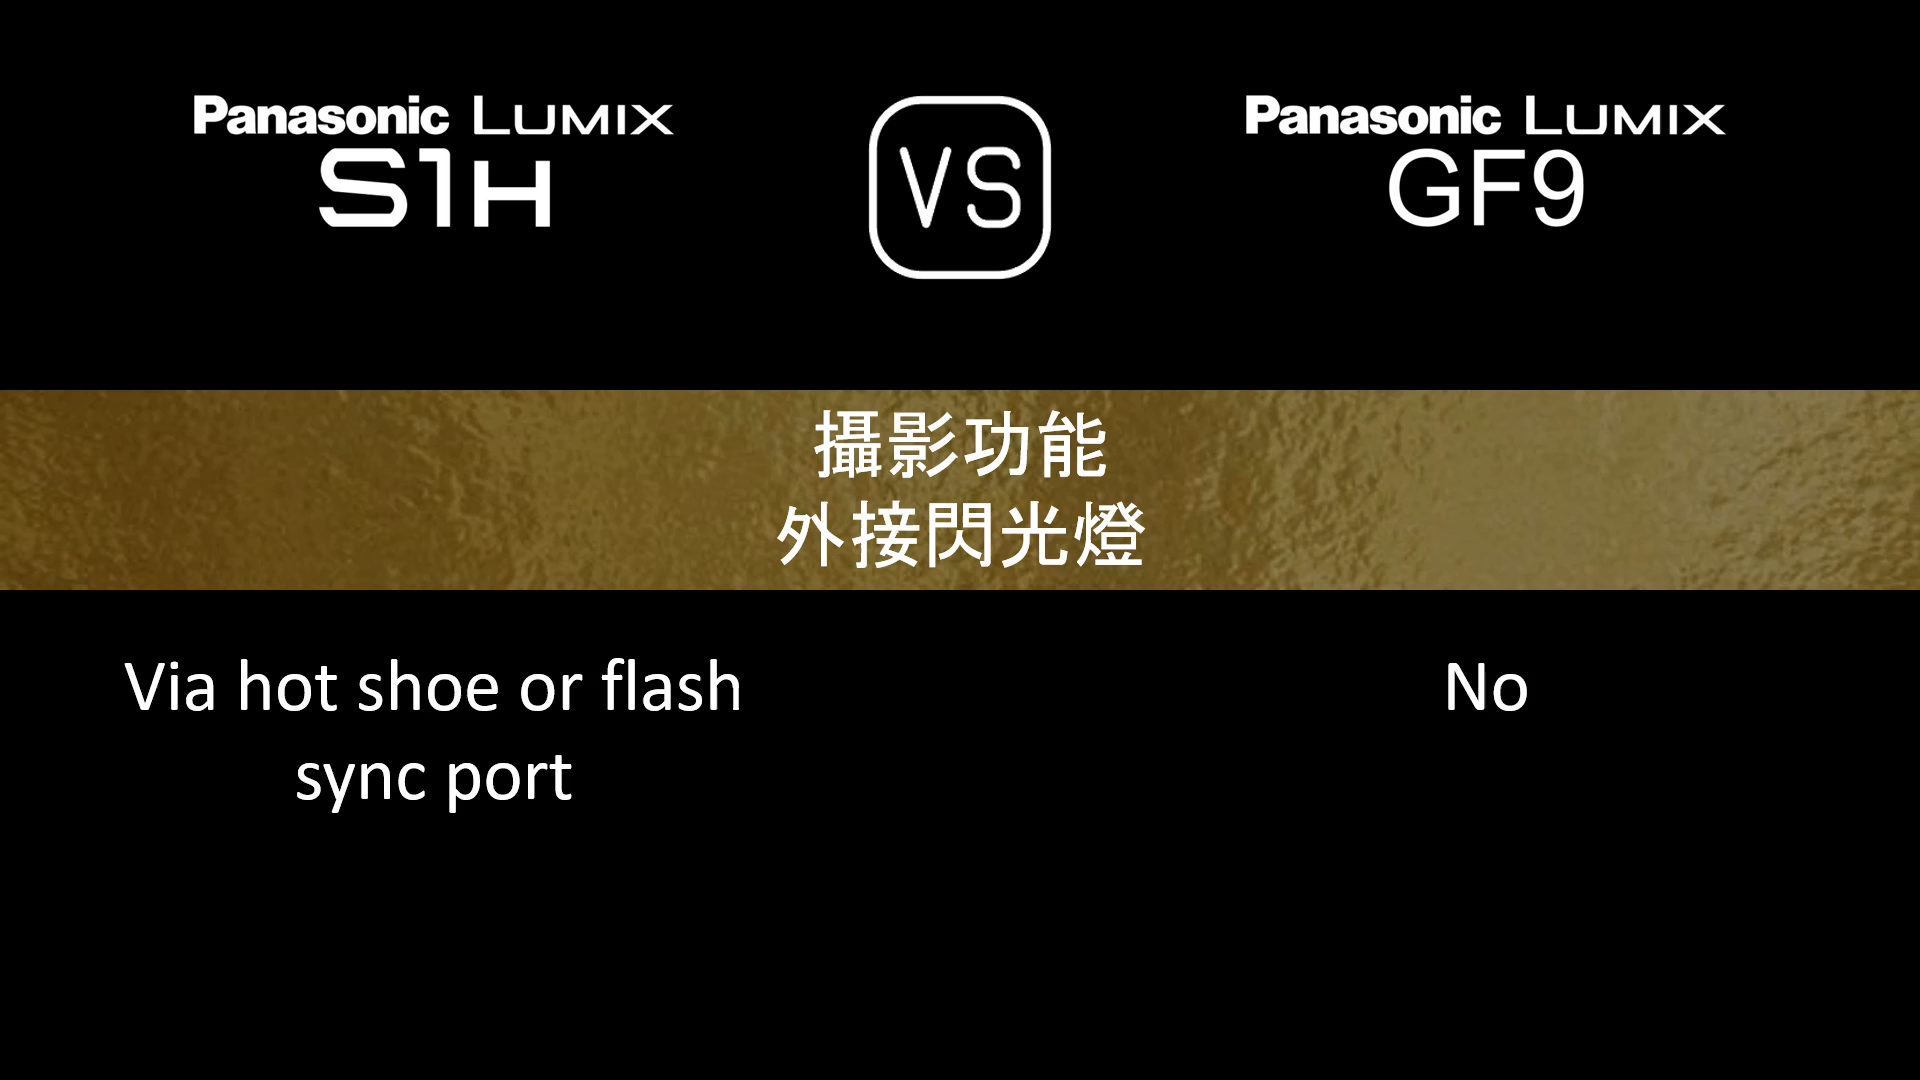 Panasonic LUMIX
S1H
VS
Panasonic LUMIX
GF9
攝影功能
外接閃光燈
Via hot shoe or flash
sync port
No